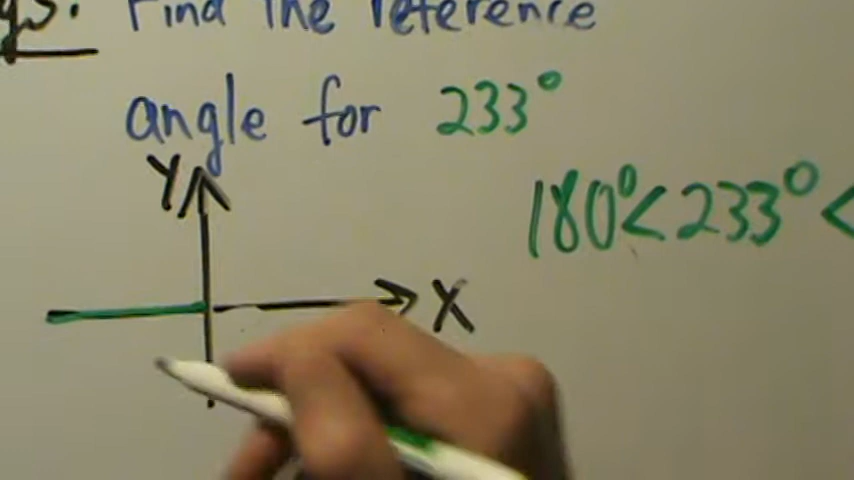 Find the reference
angle for 233°
Y
180° < 233° <
X